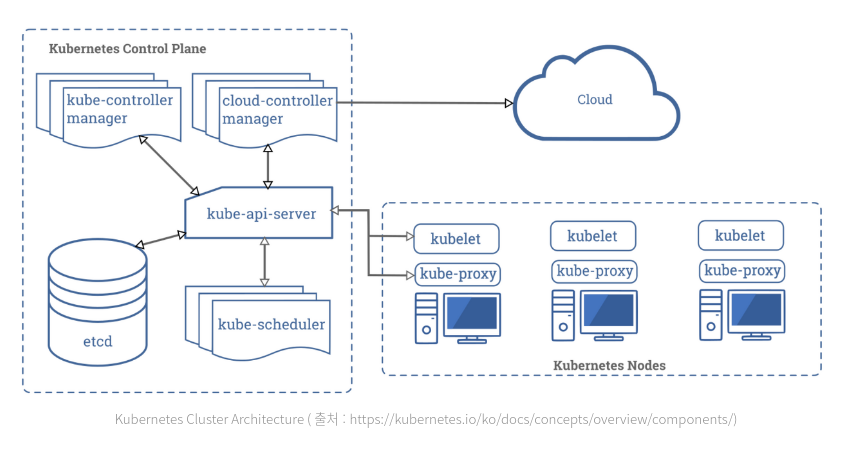 Kubernetes Control Plane
kube-controller
manager
cloud-controller
manager
Cloud
kube-api-server
kubelet
kubelet
kubelet
kube-proxy
kube-proxy
kube-proxy
etcd
kube-scheduler
Kubernetes Nodes
Kubernetes Cluster Architecture ( 출처 : https://kubernetes.io/ko/docs/concepts/overview/components/)